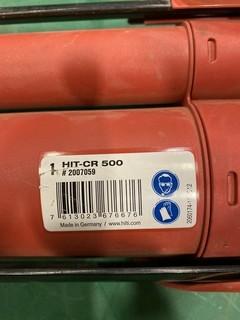 1 HIT-CR 500
# 2007059
7 613023 676676
Made in Germany / www.hilti.com